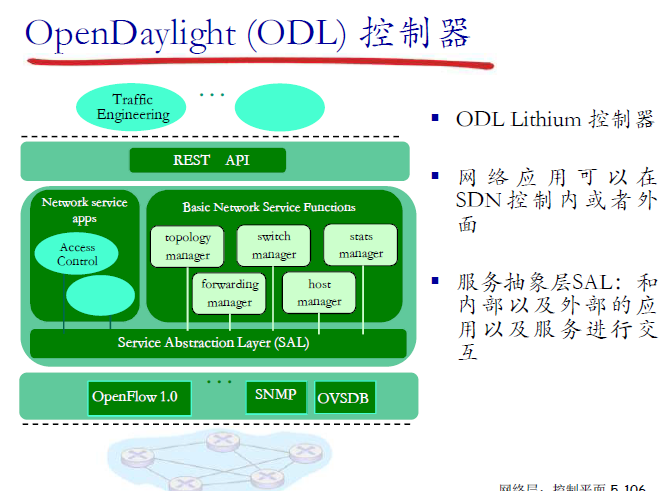 OpenDaylight (ODL) 控制器
Traffic
Engineering
REST API
Network service
apps
Access
Control
Basic Network Service Functions
topology
manager
switch
manager
stats
manager
forwarding
manager
host
manager
Service Abstraction Layer (SAL)
OpenFlow 1.0
SNMP
OVSDB
ODL Lithium 控制器
网络应用可以在
SDN 控制内或者外
面
服务抽象层SAL：和
内部以及外部的应
用以及服务进行交
互
网络层：控制平面 5-106